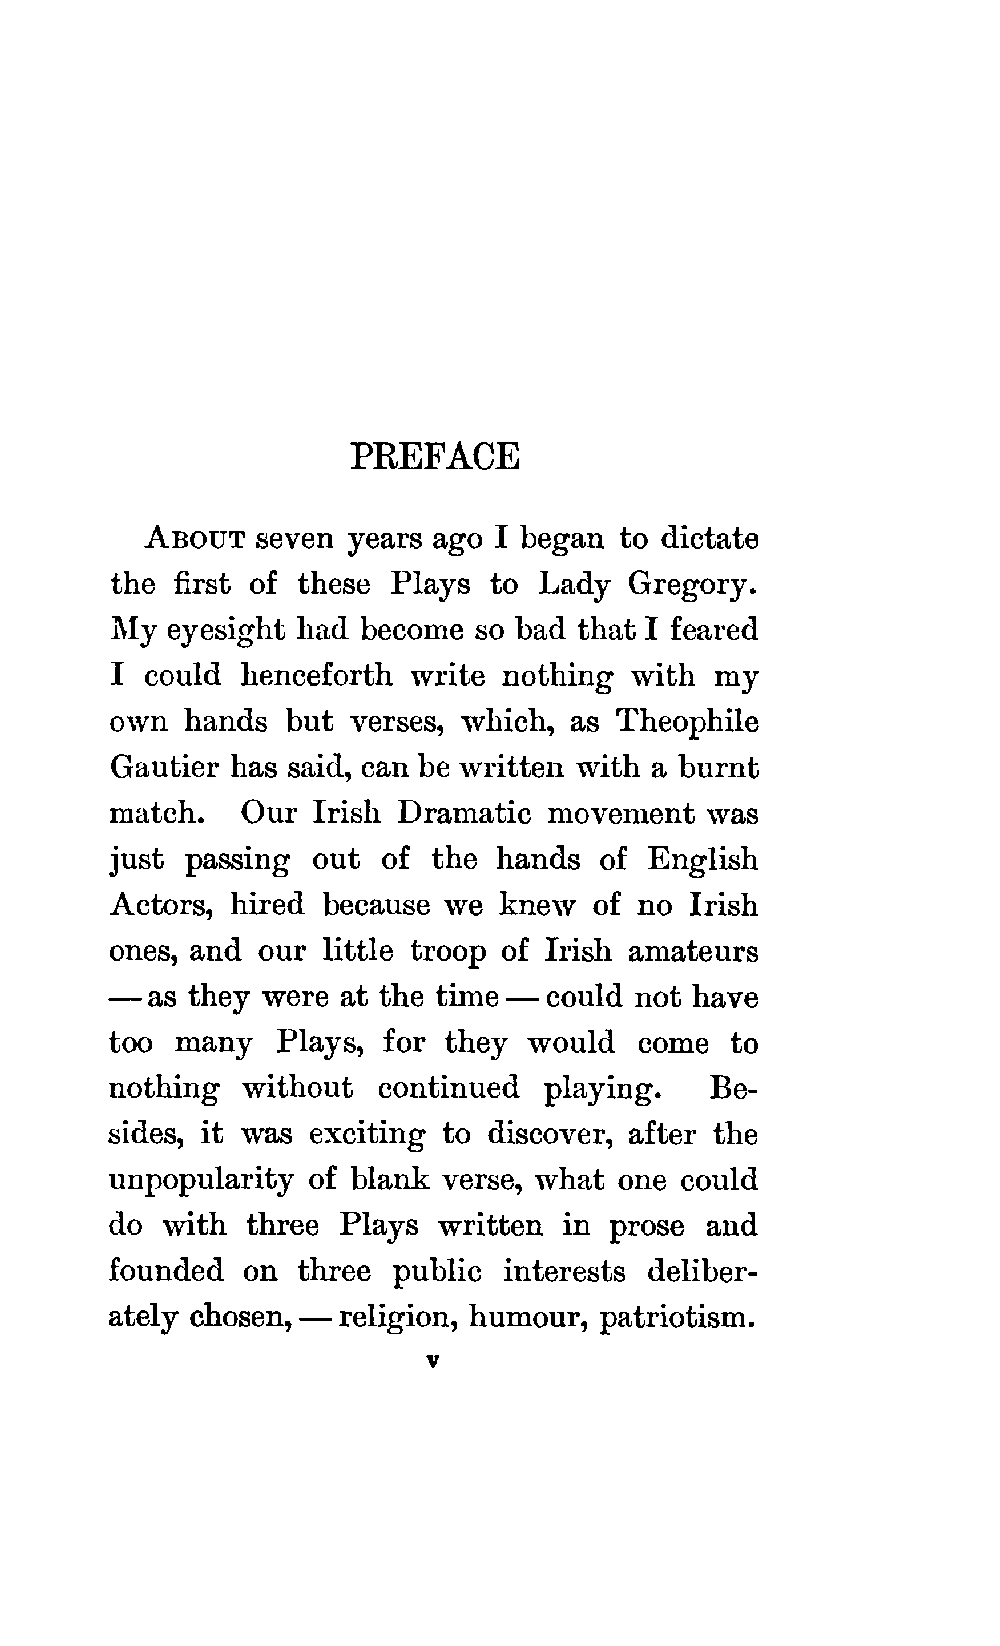 PREFACE
About seven years ago I began to dictate
the first of these Plays to Lady Gregory.
My eyesight had become so bad that I feared
I could henceforth write nothing with my
own hands but verses, which, as Theophile
Gautier has said, can be written with a burnt
match. Our Irish Dramatic movement was
just passing out of the hands of English
Actors, hired because we knew of no Irish
ones, and our little troop of Irish amateurs
— as they were at the time — could not have
too many Plays, for they would come to
nothing without continued playing. Be-
sides, it was exciting to discover, after the
unpopularity of blank verse, what one could
do with three Plays written in prose and
founded on three public interests deliber-
ately chosen, — religion, humour, patriotism.
v